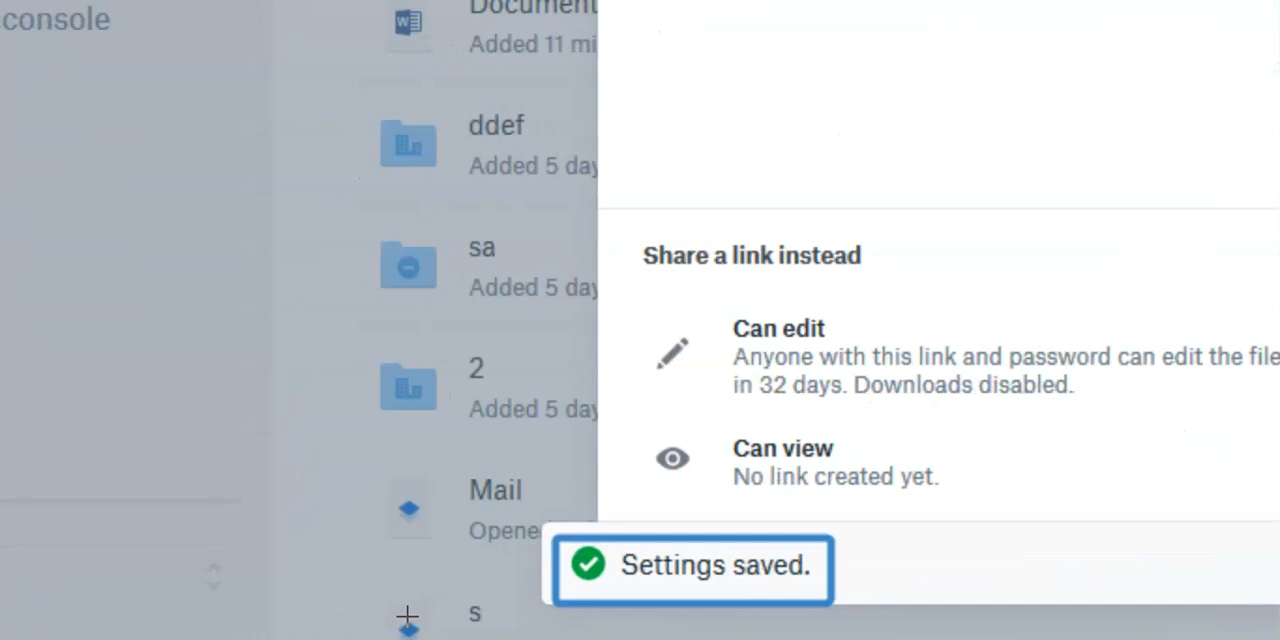 console
Document
Added 11 mi
ddef
Added 5 day
sa
Added 5 day
2
Added 5 day
Mail
Opene
s
Share a link instead
Can edit
Anyone with this link and password can edit the file
in 32 days. Downloads disabled.
Can view
No link created yet.
Settings saved.